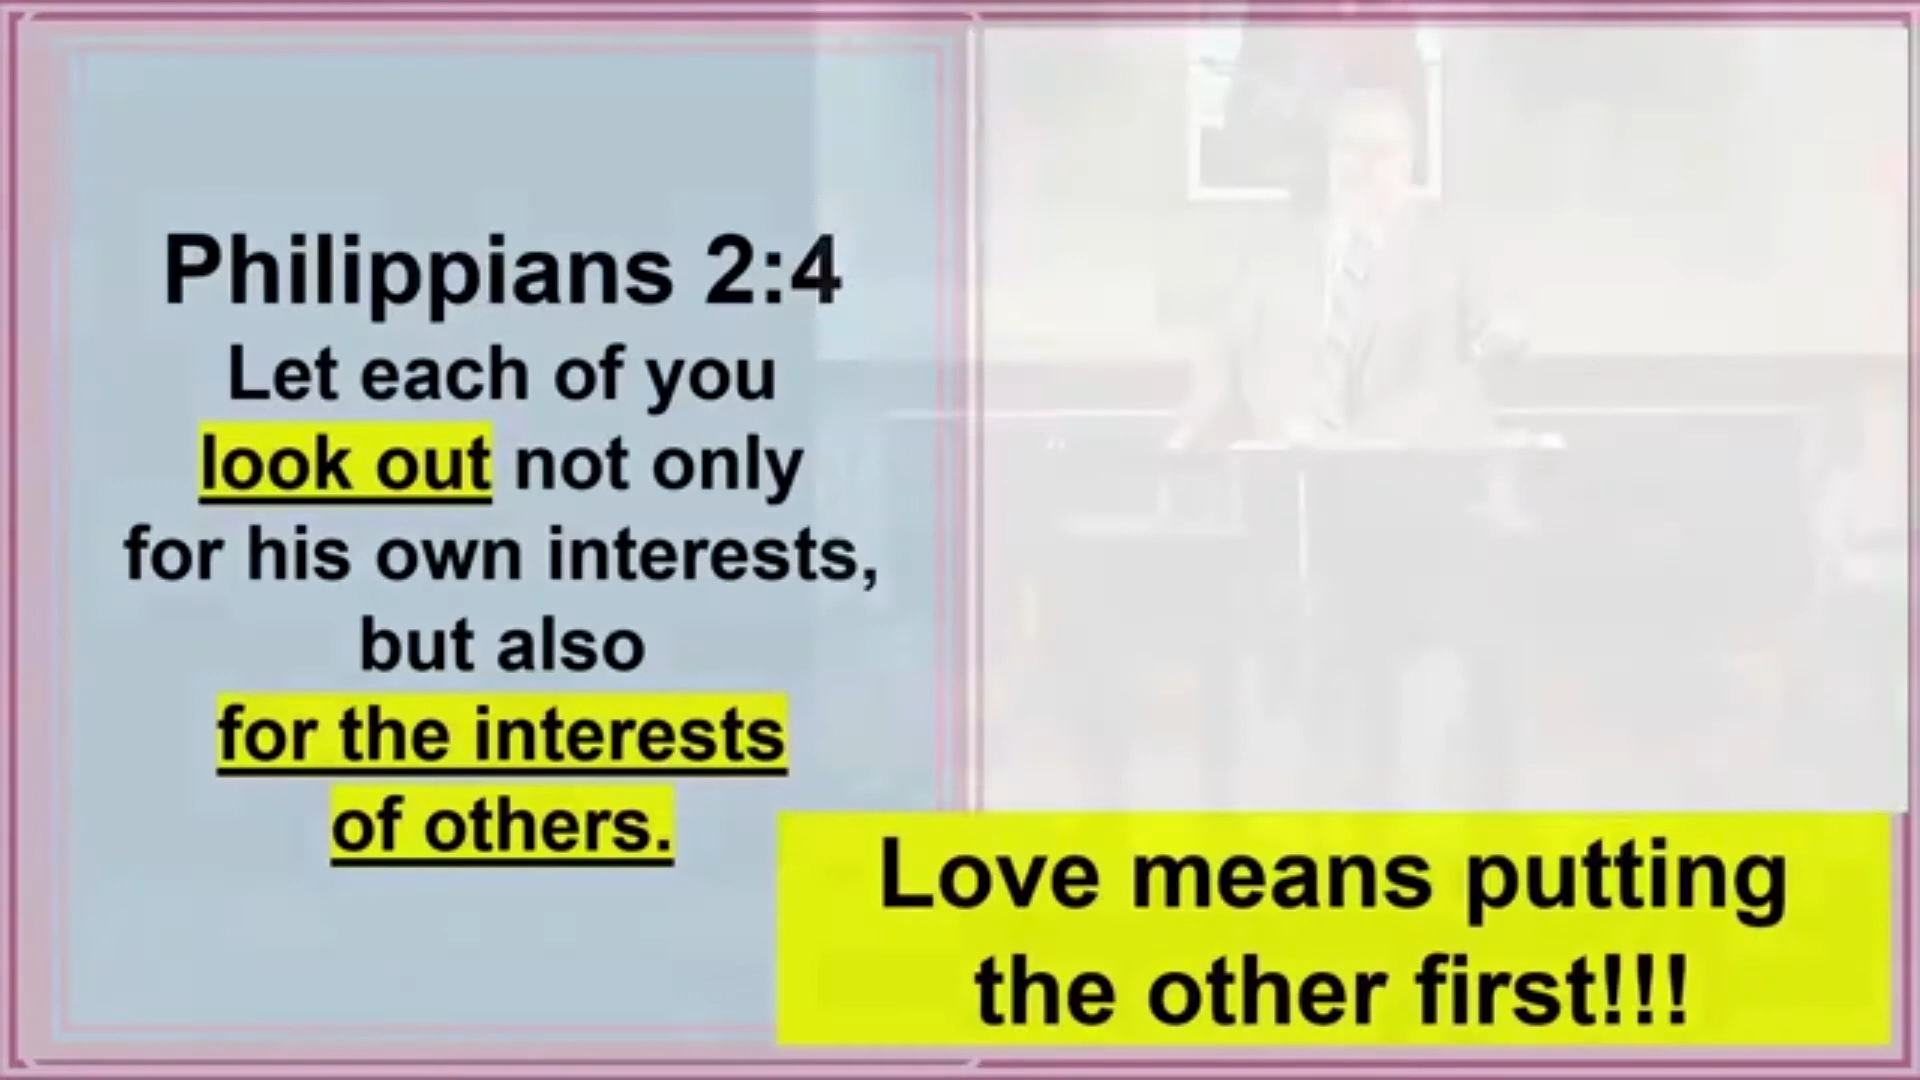 Philippians 2:4
Let each of you
look out not only
for his own interests,
but also
for the interests
of others.
Love means putting
the other first!!!